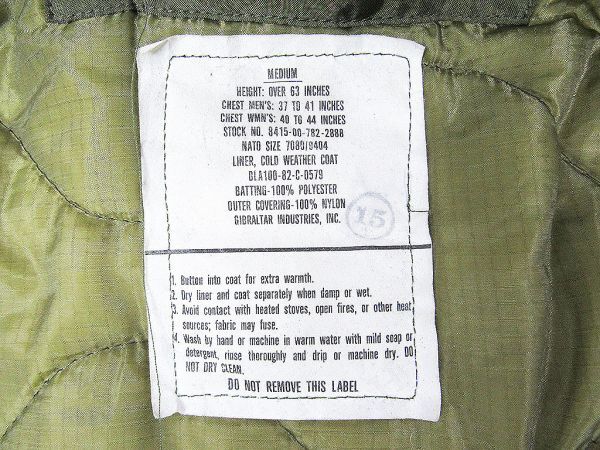 MEDIUM
HEIGHT: OVER 63 INCHES
CHEST MEN'S: 37 TO 41 INCHES
CHEST WMN'S: 40 TO 44 INCHES
STOCK NO. 8415-00-782-2888
NATO SIZE 7080/9404
LINER, COLD WEATHER COAT
DLA100-82-C-0579
BATTING-100% POLYESTER
OUTER COVERING-100% NYLON
GIBRALTAR INDUSTRIES, INC.
15
1. Button into coat for extra warmth.
2. Dry liner and coat separately when damp or wet.
3. Avoid contact with heated stoves, open fires, or other heat
sources; fabric may fuse.
4. Wash by hand or machine in warm water with mild soap or
detergent, rinse thoroughly and drip or machine dry. DO
NOT DRY CLEAN.
DO NOT REMOVE THIS LABEL